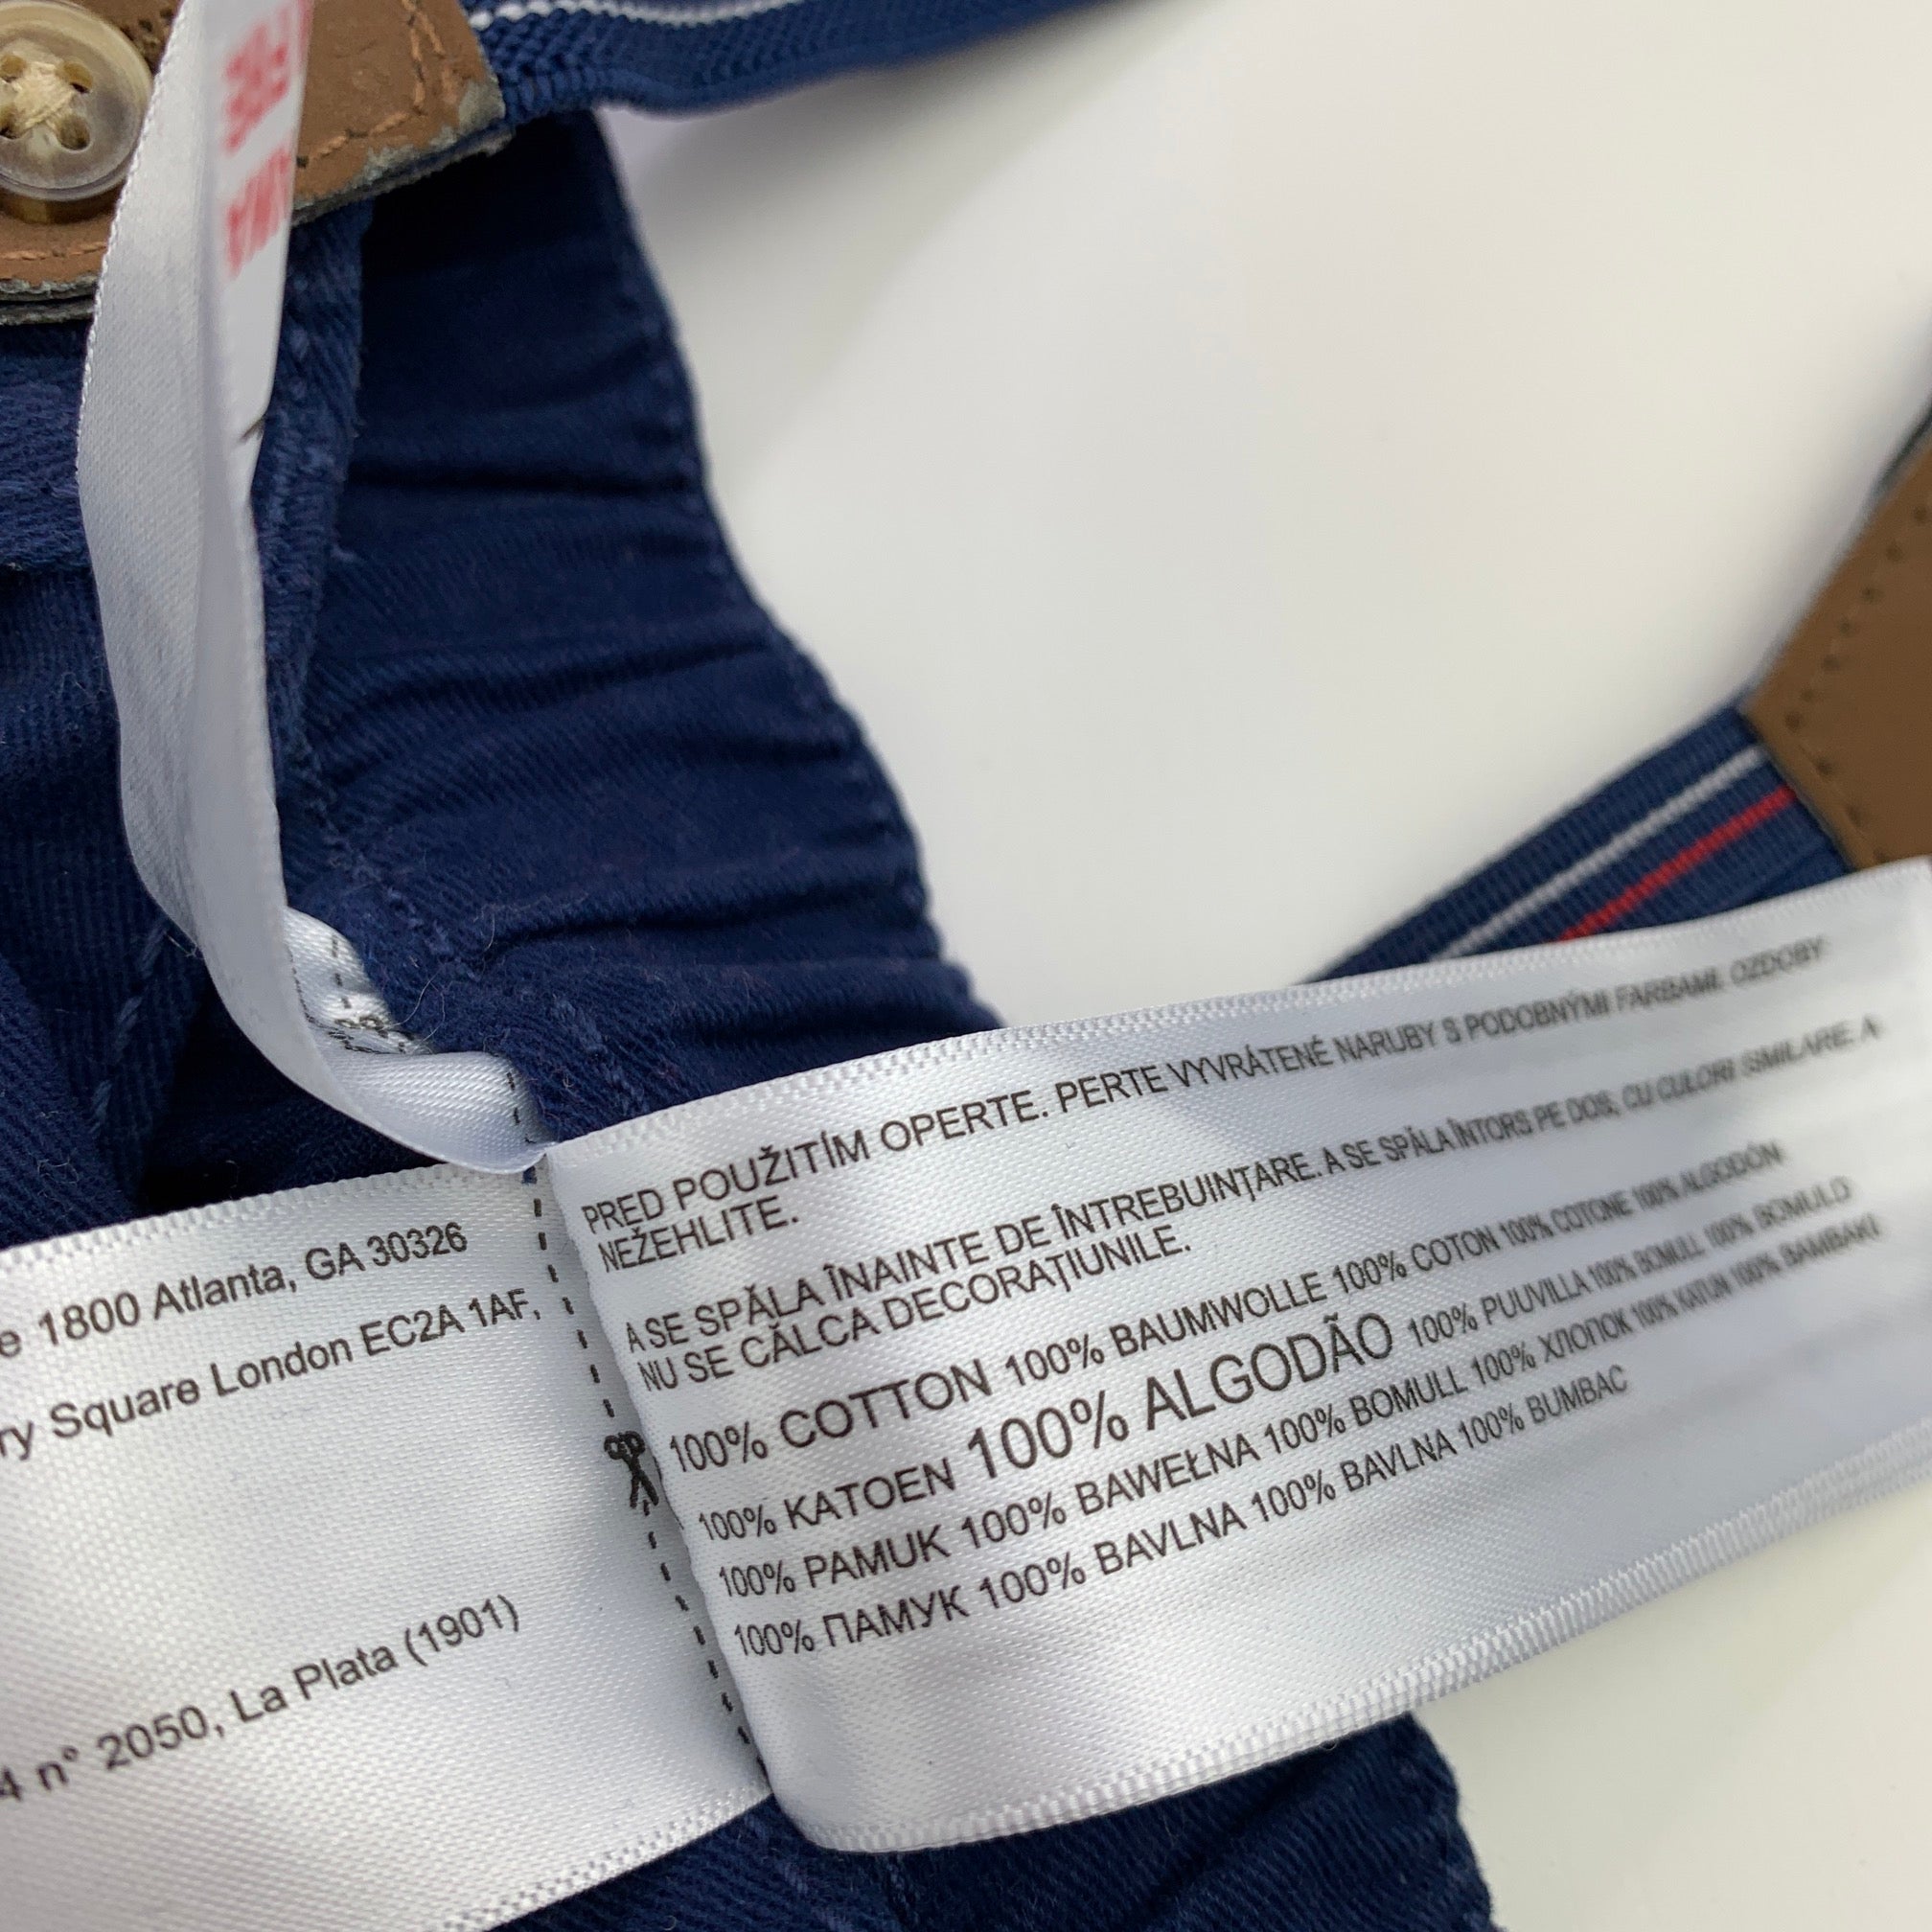 e 1800 Atlanta, GA 30326
ry Square London EC2A 1AF,
4 n° 2050, La Plata (1901)
PRED POUŽITÍM OPERTE. PERTE VYVRÁTENÉ NARUBY S PODOBNÝMI FARBAMI. OZDOBY
NEŽEHLITE.
A SE SPĂLA ÎNAINTE DE ÎNTREBUINŢARE. A SE SPĂLA ÎNTORS PE DOS, CU CULORI SIMILARE. A
NU SE CĂLCA DECORAŢIUNILE.
100% COTTON 100% BAUMWOLLE 100% COTON 100% COTONE 100% ALGODÓN
100% KATOEN 100% ALGODÃO 100% PUUVILLA 100% BOMULL 100% BOMULD
100% PAMUK 100% BAWEŁNA 100% BOMULL 100% ХЛОПОК 100% KATUN 100% BAMBAKI
100% ПАМУК 100% BAVLNA 100% BAVLNA 100% BUMBAC